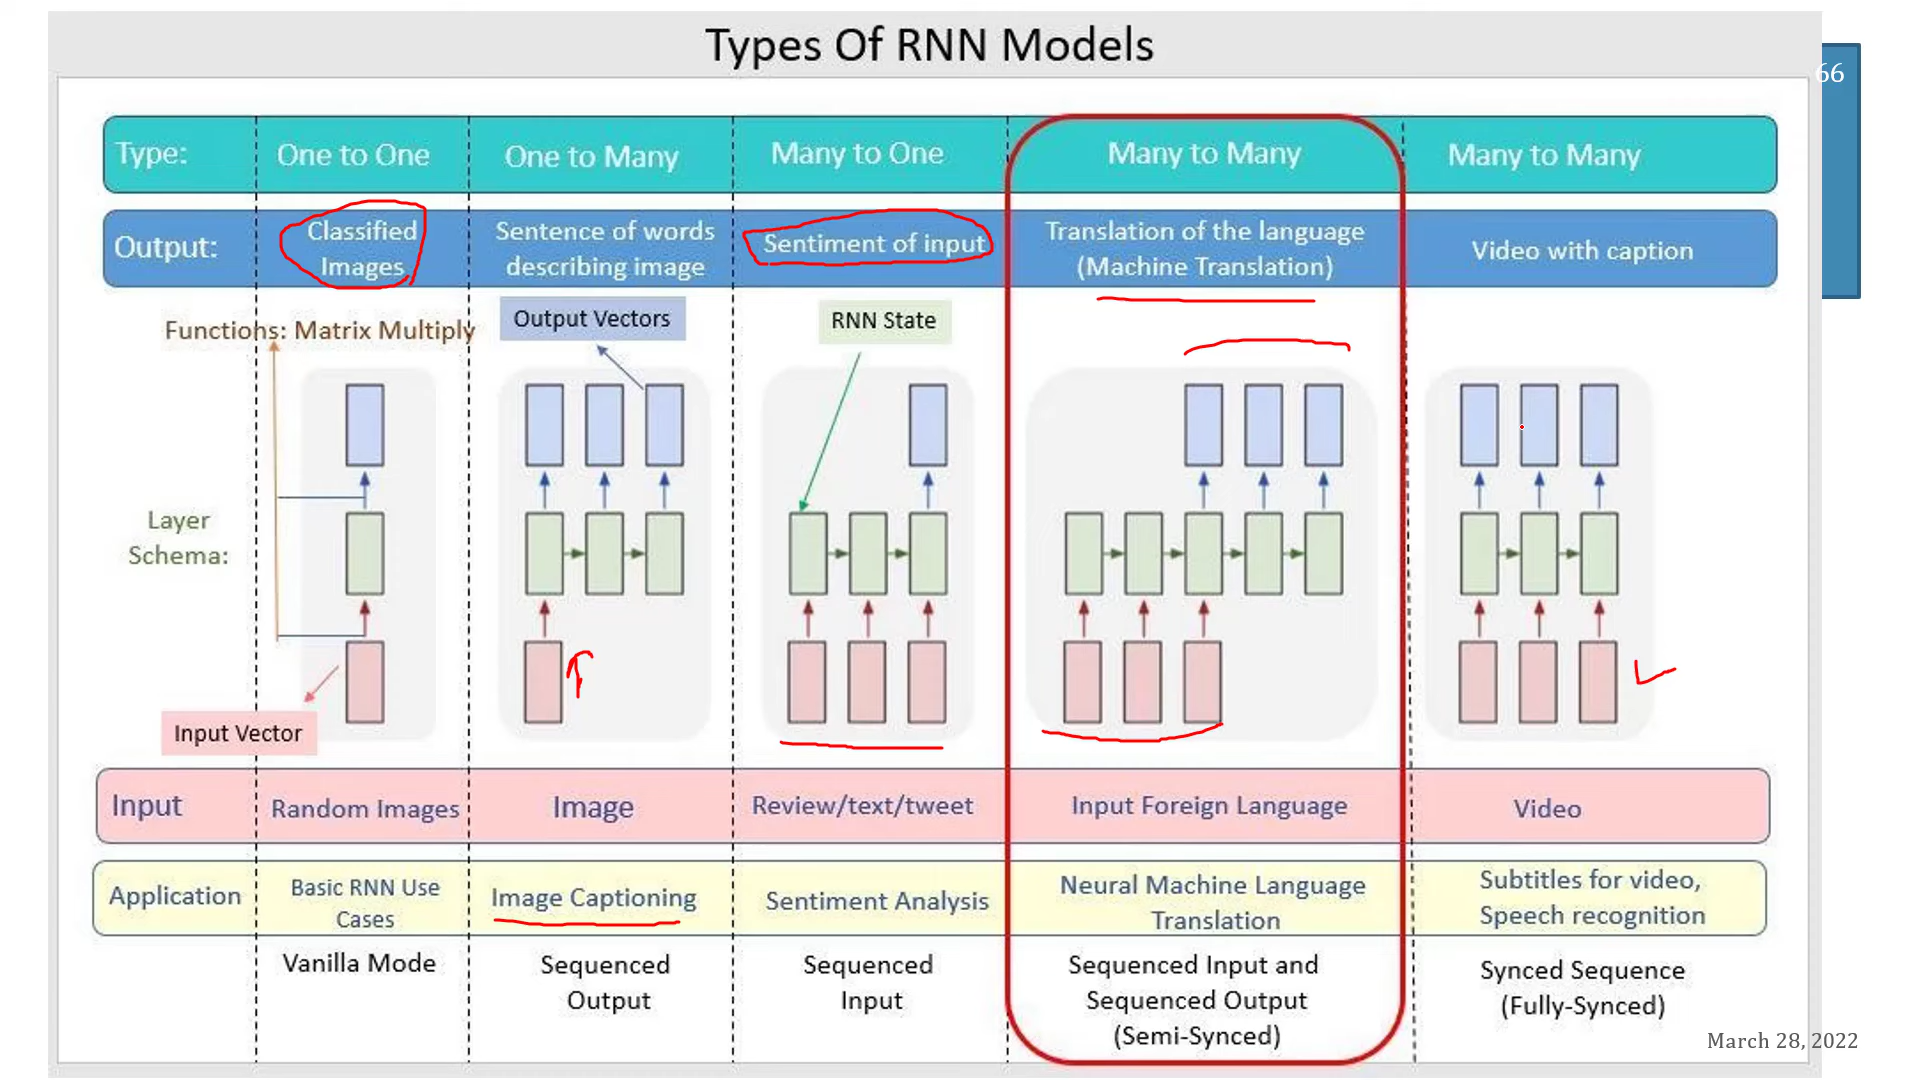 Types Of RNN Models
66
Type:
One to One
One to Many
Many to One
Many to Many
Many to Many
Output:
Classified
Images
Sentence of words
describing image
Sentiment of input
Translation of the language
(Machine Translation)
Video with caption
Functions: Matrix Multiply
Output Vectors
RNN State
Layer
Schema:
Input Vector
Input
Random Images
Image
Review/text/tweet
Input Foreign Language
Video
Application
Basic RNN Use
Cases
Image Captioning
Sentiment Analysis
Neural Machine Language
Translation
Subtitles for video,
Speech recognition
Vanilla Mode
Sequenced
Output
Sequenced
Input
Sequenced Input and
Sequenced Output
(Semi-Synced)
Synced Sequence
(Fully-Synced)
March 28, 2022